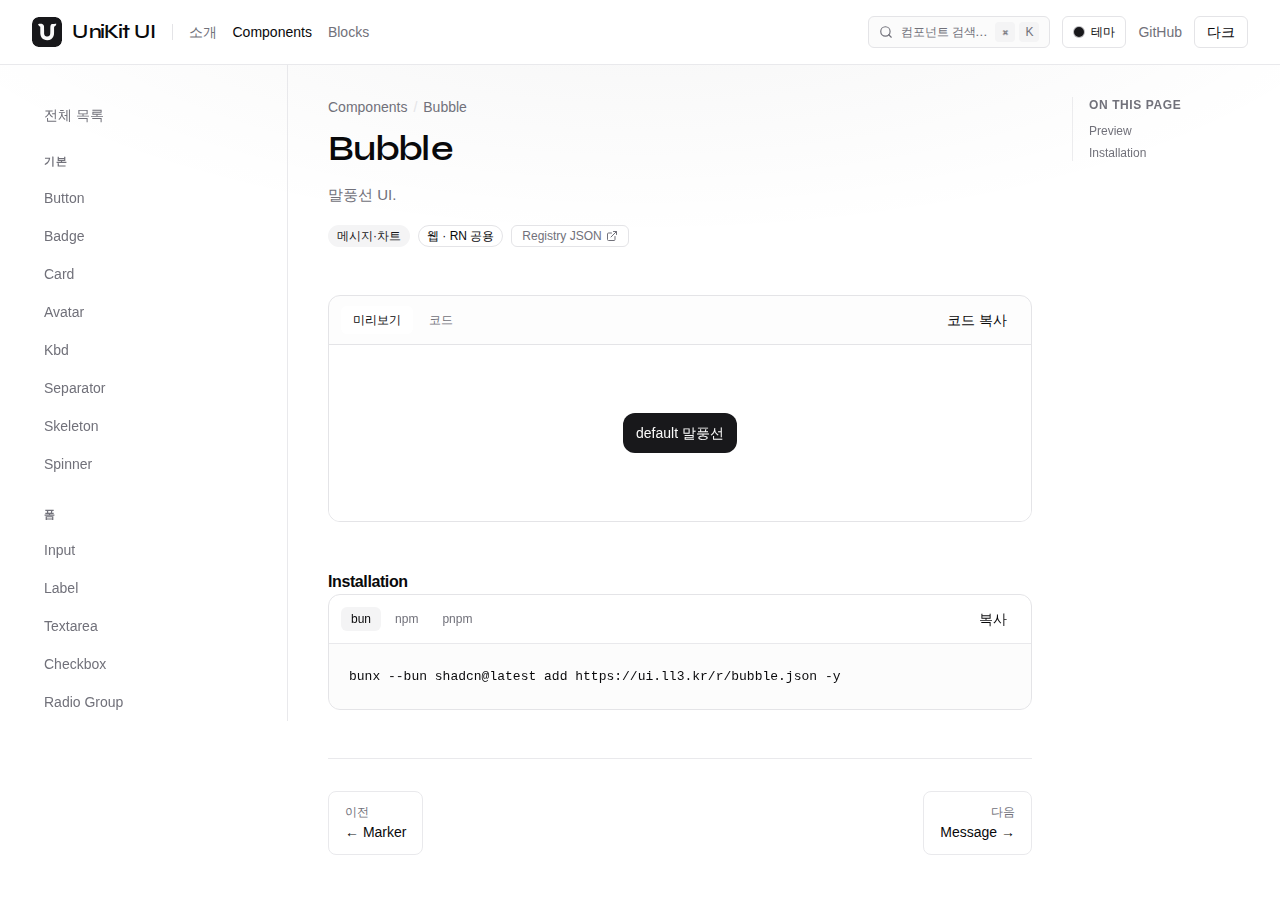 UniKit UI
소개
Components
Blocks
컴포넌트 검색…
⌘
K
테마
GitHub
다크
전체 목록
기본
Button
Badge
Card
Avatar
Kbd
Separator
Skeleton
Spinner
폼
Input
Label
Textarea
Checkbox
Radio Group
Components / Bubble
Bubble
말풍선 UI.
메시지·차트
웹 · RN 공용
Registry JSON
미리보기
코드
코드 복사
default 말풍선
Installation
bun
npm
pnpm
복사
bunx --bun shadcn@latest add https://ui.ll3.kr/r/bubble.json -y
이전
← Marker
다음
Message →
ON THIS PAGE
Preview
Installation